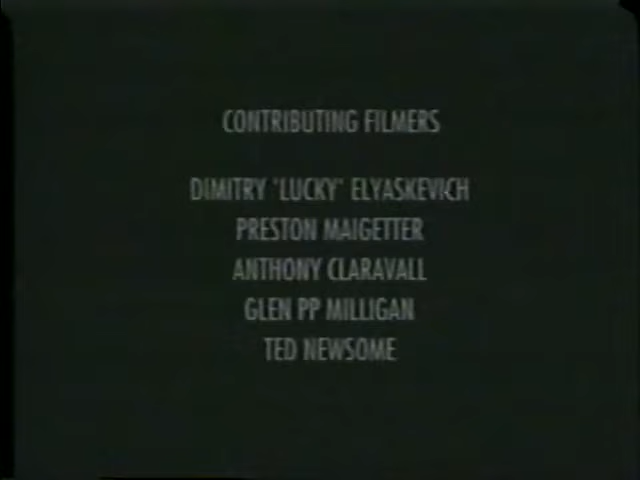 CONTRIBUTING FILMERS
DIMITRY 'LUCKY' ELYASKEVICH
PRESTON MAIGETTER
ANTHONY CLARAVALL
GLEN PP MILLIGAN
TED NEWSOME